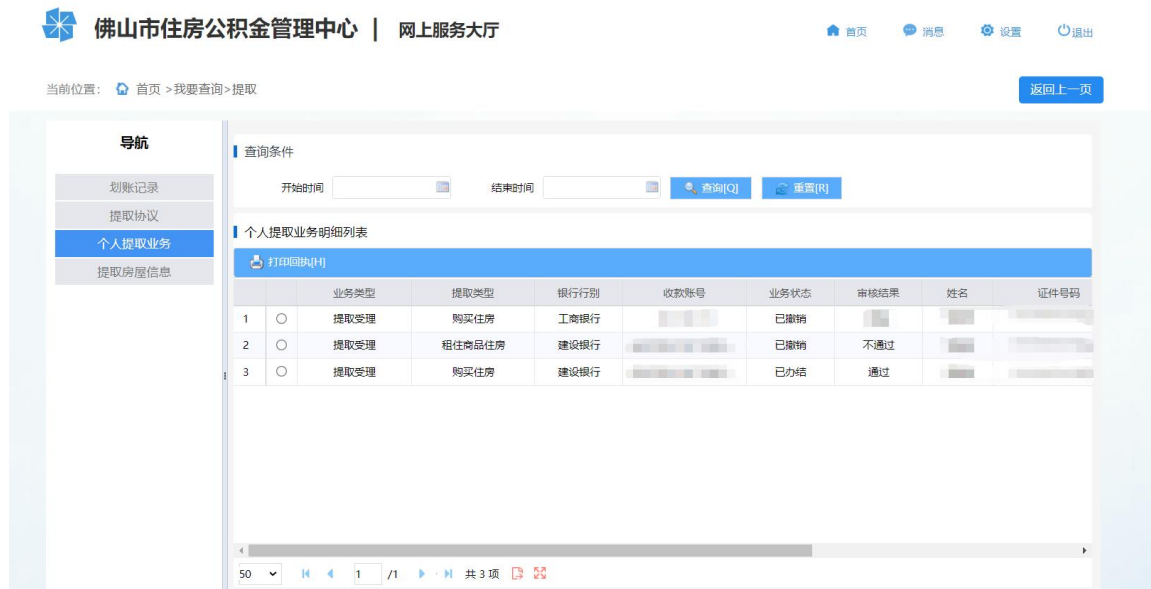 佛山市住房公积金管理中心 | 网上服务大厅
首页 消息 设置 退出
当前位置： 首页 >我要查询>提取
返回上一页
导航
划账记录
提取协议
个人提取业务
提取房屋信息
查询条件
开始时间 结束时间 查询[Q] 重置[R]
个人提取业务明细列表
打印回执[H]
业务类型 提取类型 银行行别 收款账号 业务状态 审核结果 姓名 证件号码
1 提取受理 购买住房 工商银行 已撤销
2 提取受理 租住商品住房 建设银行 已撤销 不通过
3 提取受理 购买住房 建设银行 已办结 通过
50 1 /1 共 3 项